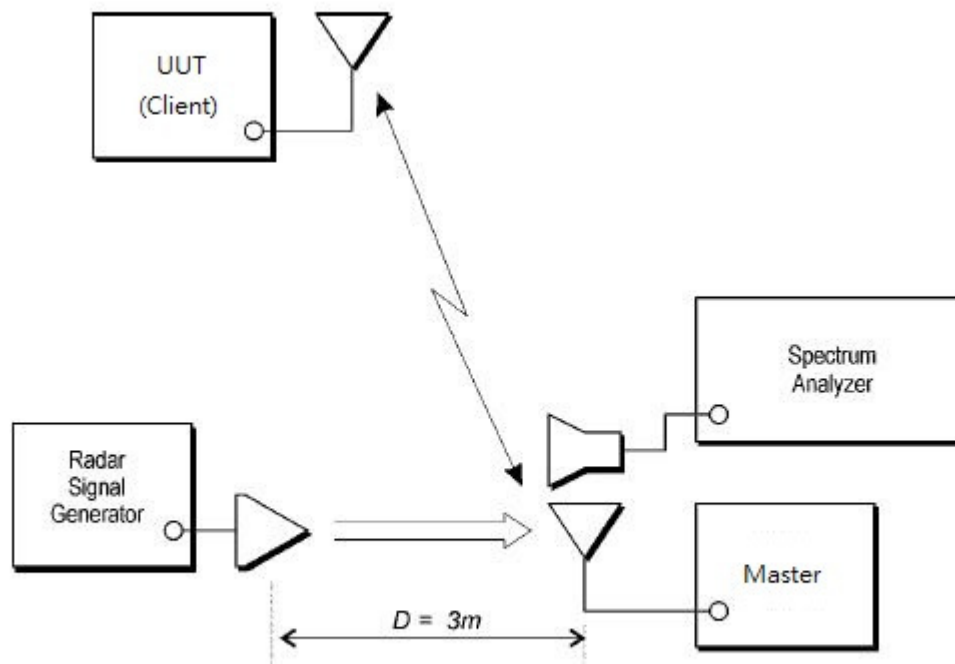 UUT
(Client)
Spectrum
Analyzer
Radar
Signal
Generator
Master
D = 3m